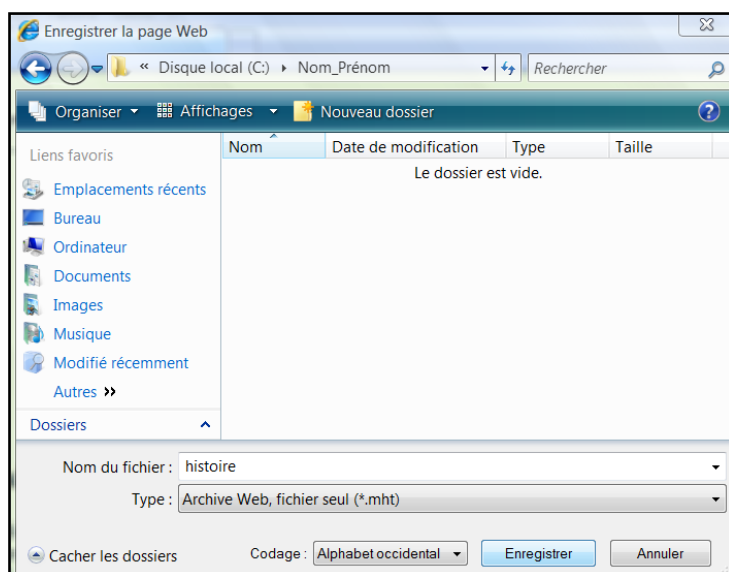 Enregistrer la page Web
« Disque local (C:) Nom_Prénom Rechercher
Organiser Affichages Nouveau dossier ?
Liens favoris Nom Date de modification Type Taille
Le dossier est vide.
Emplacements récents
Bureau
Ordinateur
Documents
Images
Musique
Modifié récemment
Autres »
Dossiers
Nom du fichier : histoire
Type : Archive Web, fichier seul (*.mht)
Cacher les dossiers Codage : Alphabet occidental Enregistrer Annuler